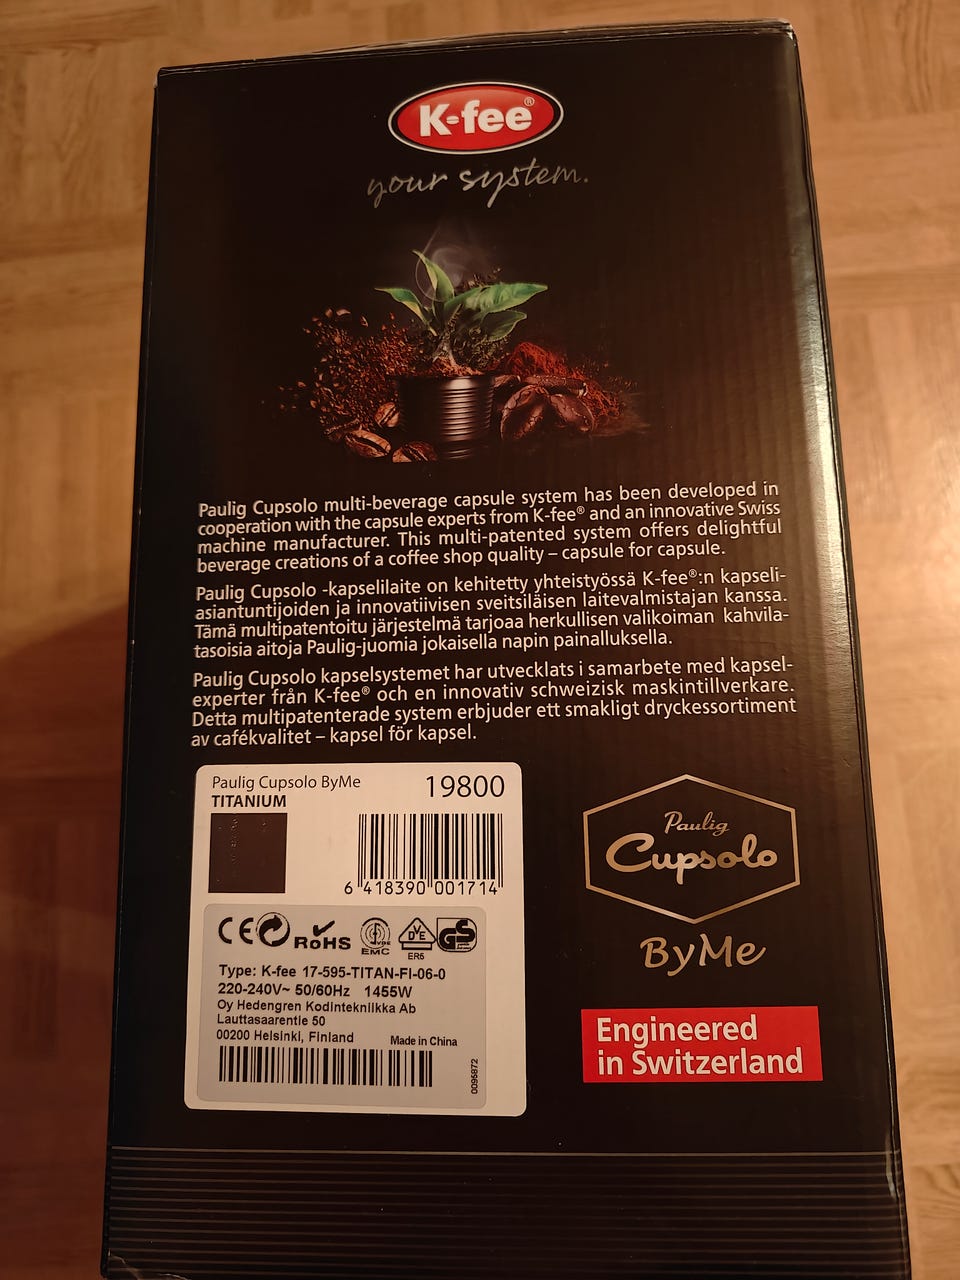 K-fee®
your system.
Paulig Cupsolo multi-beverage capsule system has been developed in
cooperation with the capsule experts from K-fee® and an innovative Swiss
machine manufacturer. This multi-patented system offers delightful
beverage creations of a coffee shop quality – capsule for capsule.
Paulig Cupsolo -kapselilaite on kehitetty yhteistyössä K-fee®:n kapseli-
asiantuntijoiden ja innovatiivisen sveitsiläisen laitevalmistajan kanssa.
Tämä multipatentoitu järjestelmä tarjoaa herkullisen valikoiman kahvila-
tasoisia aitoja Paulig-juomia jokaisella napin painalluksella.
Paulig Cupsolo kapselsystemet har utvecklats i samarbete med kapsel-
experter från K-fee® och en innovativ schweizisk maskintillverkare.
Detta multipatenterade system erbjuder ett smakligt dryckessortiment
av cafékvalitet – kapsel för kapsel.
Paulig Cupsolo ByMe 19800
TITANIUM
6 418390 001714
CE RoHS VDE EMC VDE ER6 GS
Type: K-fee 17-595-TITAN-FI-06-0
220-240V~ 50/60Hz 1455W
Oy Hedengren Kodintekniikka Ab
Lauttasaarentie 50
00200 Helsinki, Finland Made in China
0095872
Paulig
Cupsolo
ByMe
Engineered
in Switzerland